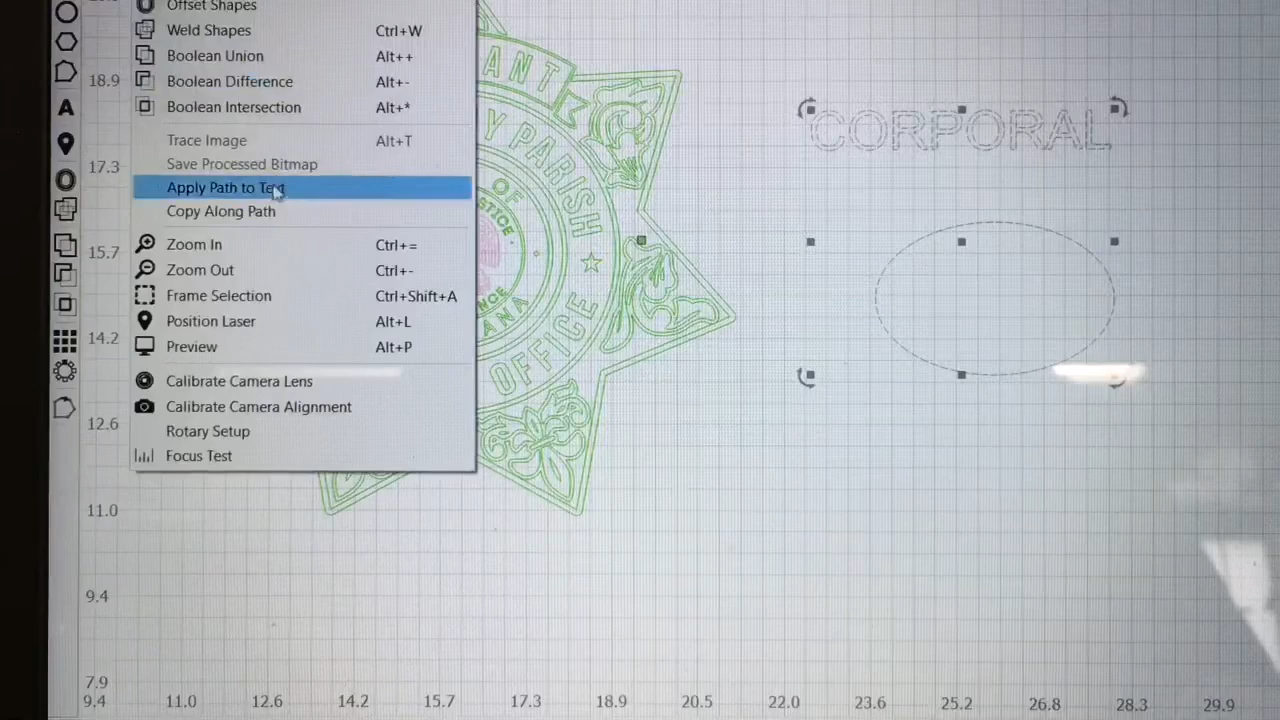 Offset Shapes
Weld Shapes Ctrl+W
Boolean Union Alt++
Boolean Difference Alt+-
Boolean Intersection Alt+*
Trace Image Alt+T
Save Processed Bitmap
Apply Path to Text
Copy Along Path
Zoom In Ctrl+=
Zoom Out Ctrl+-
Frame Selection Ctrl+Shift+A
Position Laser Alt+L
Preview Alt+P
Calibrate Camera Lens
Calibrate Camera Alignment
Rotary Setup
Focus Test
A
18.9
17.3
15.7
14.2
12.6
11.0
9.4
7.9
9.4 11.0 12.6 14.2 15.7 17.3 18.9 20.5 22.0 23.6 25.2 26.8 28.3 29.9
ANT
Y PARISH
OF
OFFICE
CORPORAL